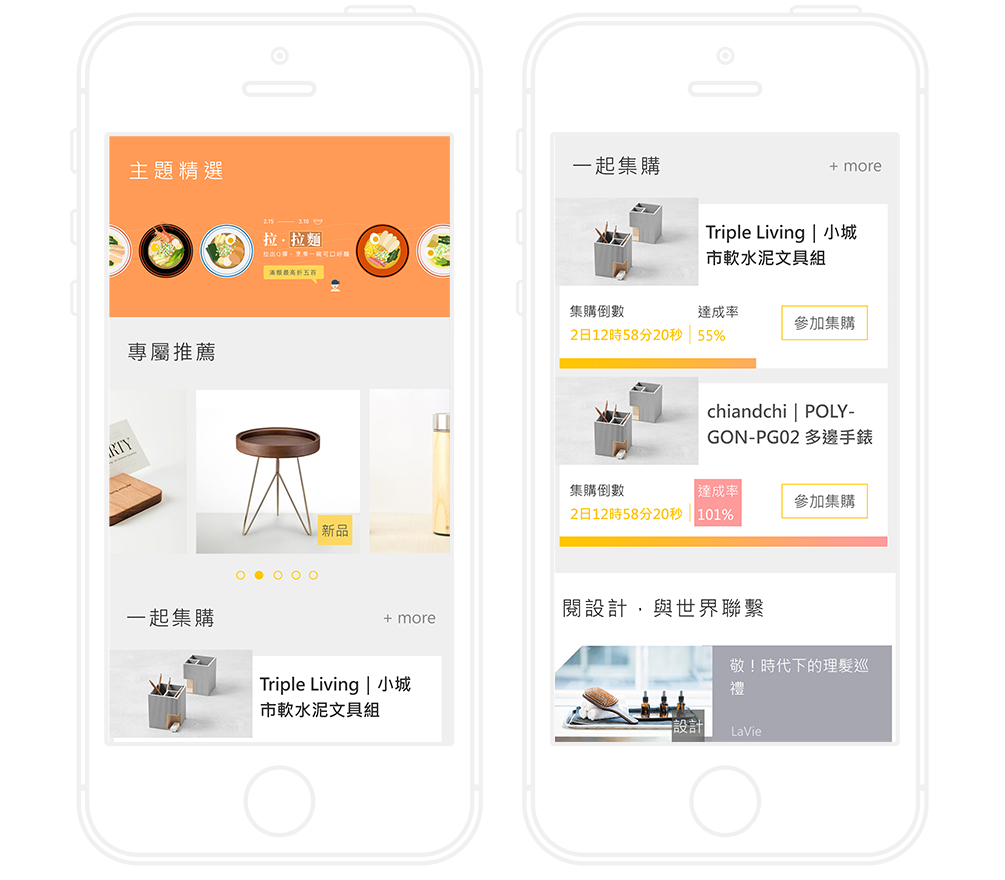 主題精選
2.15 3.10
拉·拉麵
滿額最高折五百
專屬推薦
新品
一起集購
+ more
Triple Living | 小城
市軟水泥文具組
一起集購
+ more
Triple Living | 小城
市軟水泥文具組
集購倒數
達成率
2日12時58分20秒
55%
參加集購
chiandchi | POLY-
GON-PG02 多邊手錶
集購倒數
達成率
2日12時58分20秒
101%
參加集購
閱設計，與世界聯繫
敬！時代下的理髮巡
禮
設計
LaVie